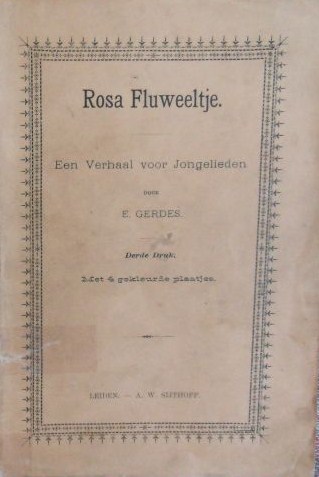 Rosa Fluweeltje.
Een Verhaal voor Jongelieden
DOOR
E. GERDES.
Derde Druk.
Met 4 gekleurde plaatjes.
LEIDEN. — A. W. SIJTHOFF.